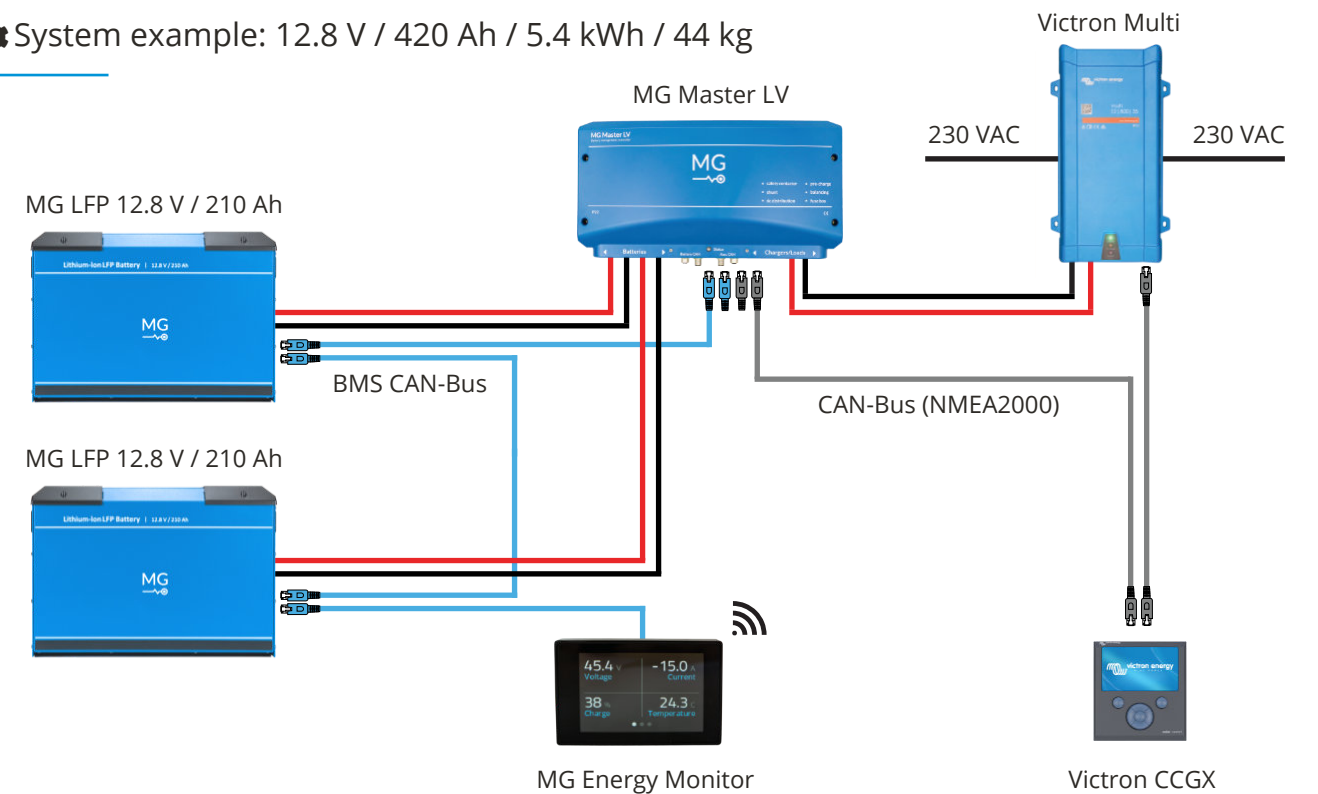 System example: 12.8 V / 420 Ah / 5.4 kWh / 44 kg
Victron Multi
MG Master LV
230 VAC
230 VAC
MG Master LV
MG
MG LFP 12.8 V / 210 Ah
Lithium-Ion LFP Battery | 12.8 V / 210 Ah
MG
Batteries
Status
Chargers/Loads
BMS CAN-Bus
CAN-Bus (NMEA2000)
MG LFP 12.8 V / 210 Ah
Lithium-Ion LFP Battery | 12.8 V / 210 Ah
MG
45.4 V
Voltage
-15.0 A
Current
38 %
Charge
24.3 C
Temperature
victron energy
MG Energy Monitor
Victron CCGX